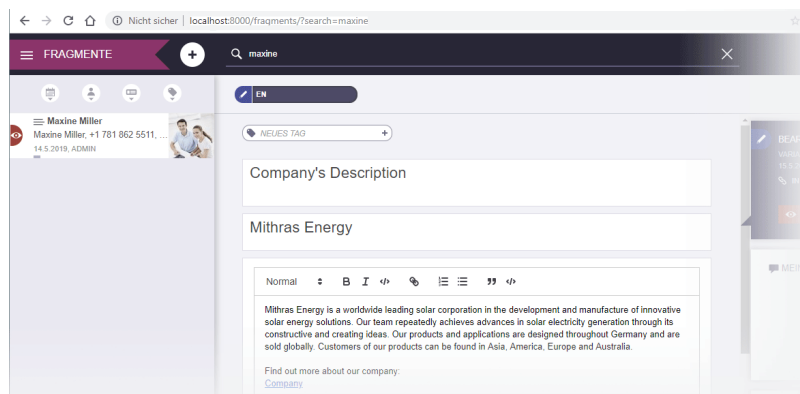 Nicht sicher | localhost:8000/fragments/?search=maxine
FRAGMENTE
+
maxine
EN
Maxine Miller
Maxine Miller, +1 781 862 5511, ...
14.5.2019, ADMIN
NEUES TAG
+
Company's Description
Mithras Energy
Normal
B I </>
Mithras Energy is a worldwide leading solar corporation in the development and manufacture of innovative
solar energy solutions. Our team repeatedly achieves advances in solar electricity generation through its
constructive and creating ideas. Our products and applications are designed throughout Germany and are
sold globally. Customers of our products can be found in Asia, America, Europe and Australia.
Find out more about our company:
Company
BEAR
MEIN